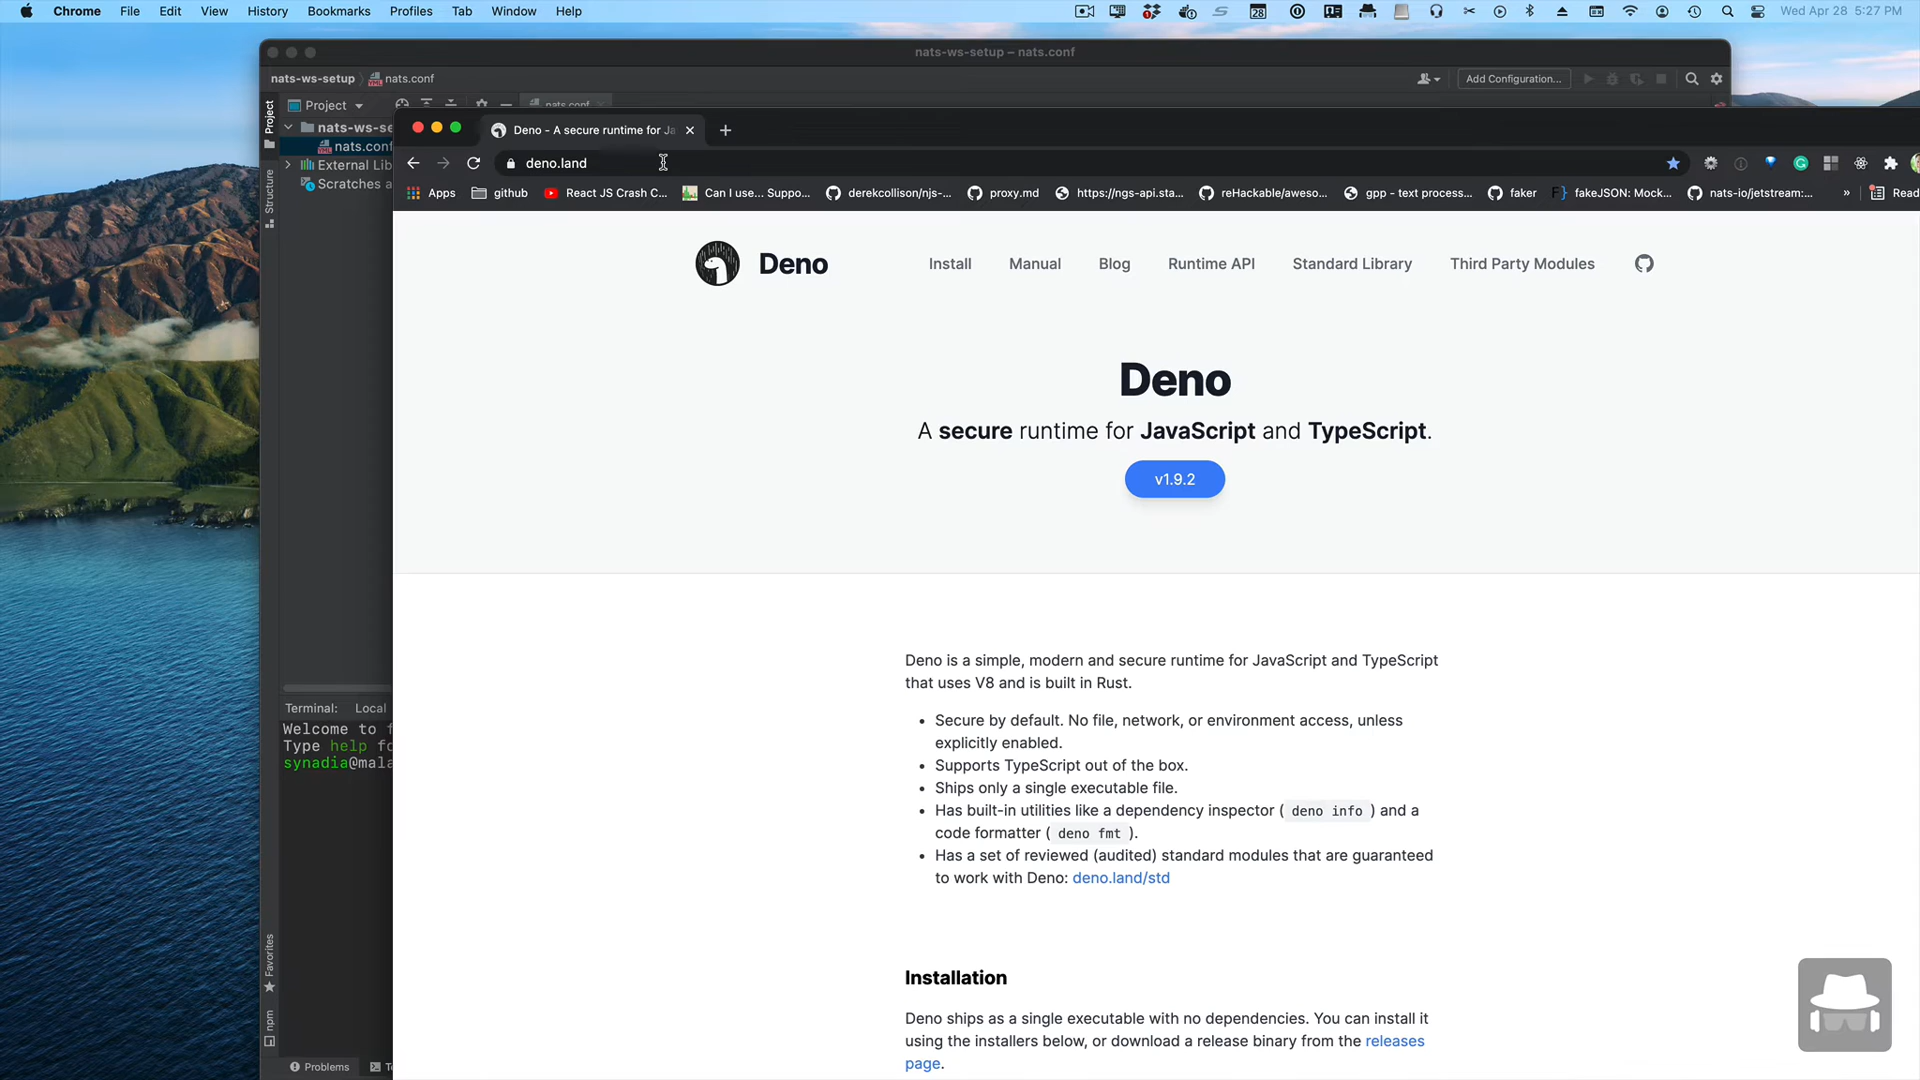 Chrome File Edit View History Bookmarks Profiles Tab Window Help 28 Wed Apr 28 5:27 PM
nats-ws-setup – nats.conf
nats-ws-setup nats.conf Add Configuration...
Project Project nats.conf
nats-ws-se
Deno - A secure runtime for Ja
nats.conf
deno.land
External Lib
Scratches a
Structure
Apps github React JS Crash C... Can I use... Suppo... derekcollison/njs-... proxy.md https://ngs-api.sta... reHackable/aweso... gpp - text process... faker fakeJSON: Mock... nats-io/jetstream:... » Read
Deno Install Manual Blog Runtime API Standard Library Third Party Modules
Deno
A secure runtime for JavaScript and TypeScript.
v1.9.2
Deno is a simple, modern and secure runtime for JavaScript and TypeScript
that uses V8 and is built in Rust.
• Secure by default. No file, network, or environment access, unless
explicitly enabled.
• Supports TypeScript out of the box.
• Ships only a single executable file.
• Has built-in utilities like a dependency inspector ( deno info ) and a
code formatter ( deno fmt ).
• Has a set of reviewed (audited) standard modules that are guaranteed
to work with Deno: deno.land/std
Installation
Deno ships as a single executable with no dependencies. You can install it
using the installers below, or download a release binary from the releases
page.
Terminal: Local
Welcome to f
Type help fo
synadia@mala
Favorites
npm
Problems Te